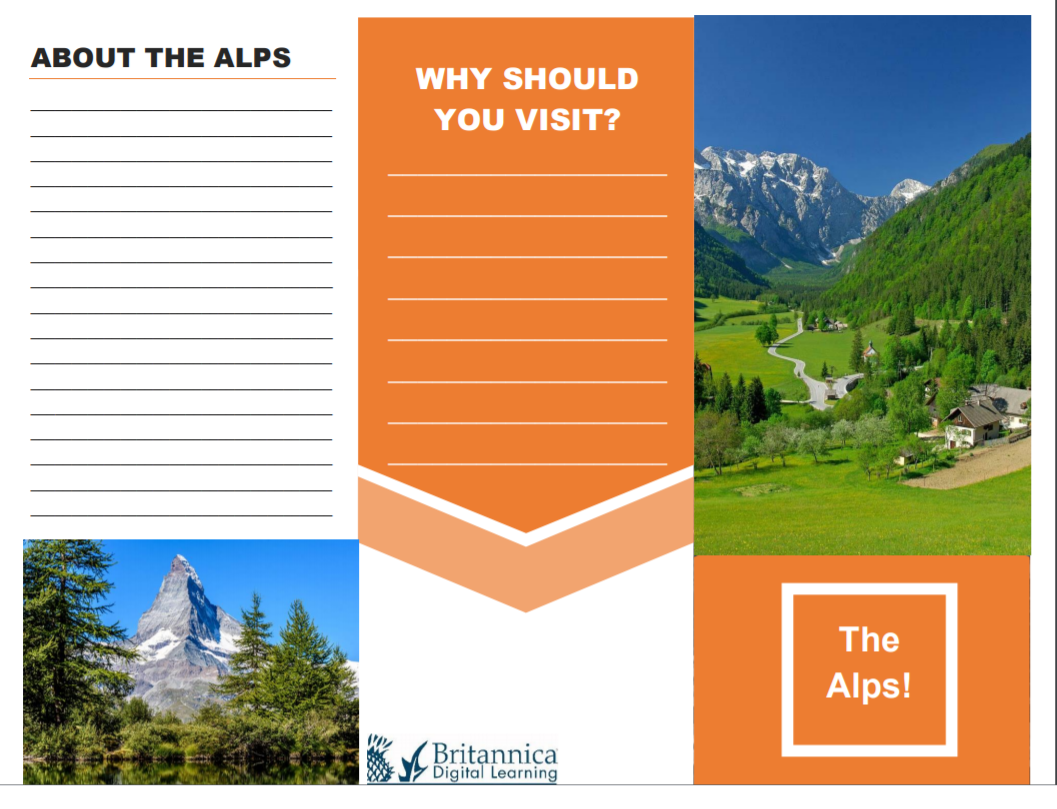 ABOUT THE ALPS
WHY SHOULD
YOU VISIT?
Britannica
Digital Learning
The
Alps!